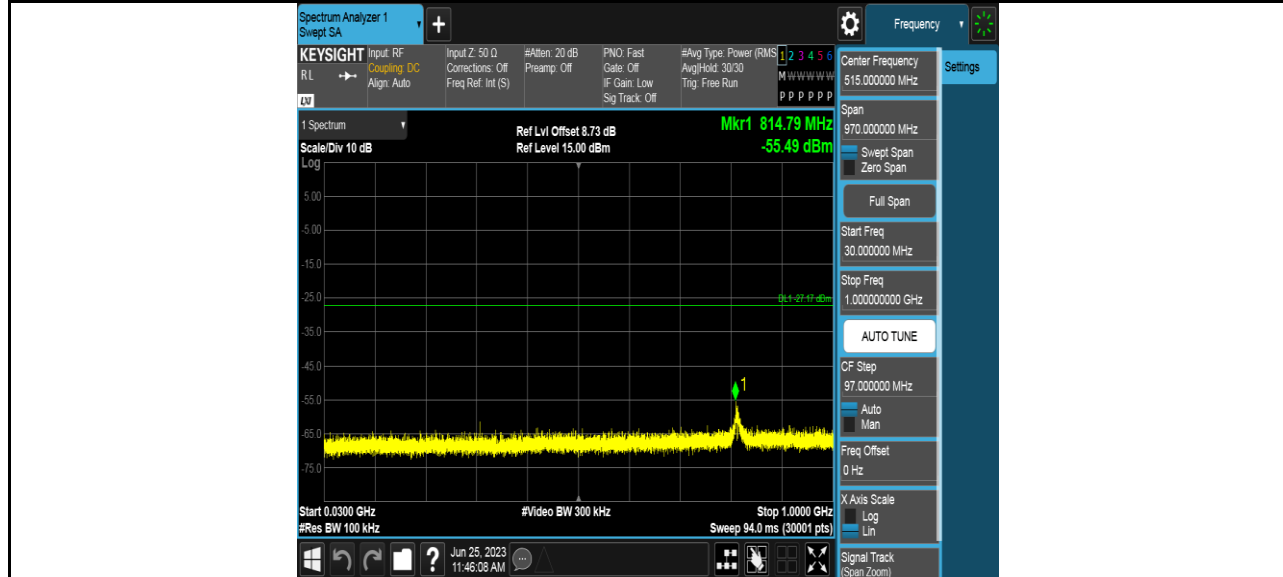 Spectrum Analyzer 1
Swept SA
+
Frequency
KEYSIGHT
RL
LXI
Input: RF
Coupling: DC
Align: Auto
Input Z: 50 Ω
Corrections: Off
Freq Ref: Int (S)
#Atten: 20 dB
Preamp: Off
PNO: Fast
Gate: Off
IF Gain: Low
Sig Track: Off
#Avg Type: Power (RMS
Avg|Hold: 30/30
Trig: Free Run
1 2 3 4 5 6
M W W W W W
P P P P P P
1 Spectrum
Scale/Div 10 dB
Ref Lvl Offset 8.73 dB
Ref Level 15.00 dBm
Mkr1 814.79 MHz
-55.49 dBm
Log
5.00
-5.00
-15.0
-25.0
DL1 -27.17 dBm
-35.0
-45.0
1
-55.0
-65.0
-75.0
Start 0.0300 GHz
#Video BW 300 kHz
Stop 1.0000 GHz
#Res BW 100 kHz
Sweep 94.0 ms (30001 pts)
?
Jun 25, 2023
11:46:08 AM
Center Frequency
515.000000 MHz
Settings
Span
970.000000 MHz
Swept Span
Zero Span
Full Span
Start Freq
30.000000 MHz
Stop Freq
1.000000000 GHz
AUTO TUNE
CF Step
97.000000 MHz
Auto
Man
Freq Offset
0 Hz
X Axis Scale
Log
Lin
Signal Track
(Span Zoom)